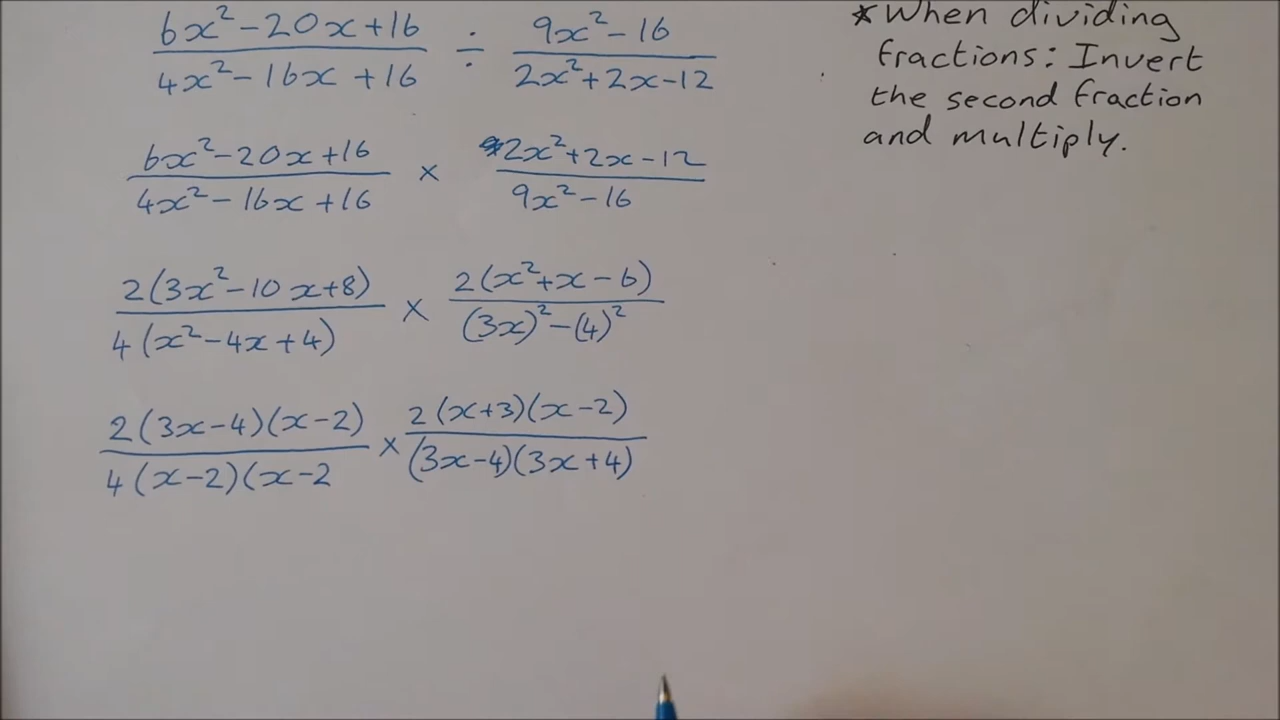 6x²-20x+16 / 4x²-16x+16 ÷ 9x²-16 / 2x²+2x-12
6x²-20x+16 / 4x²-16x+16 × 2x²+2x-12 / 9x²-16
2(3x²-10x+8) / 4(x²-4x+4) × 2(x²+x-6) / (3x)²-(4)²
2(3x-4)(x-2) / 4(x-2)(x-2 × 2(x+3)(x-2) / (3x-4)(3x+4)
*When dividing
fractions: Invert
the second fraction
and multiply.